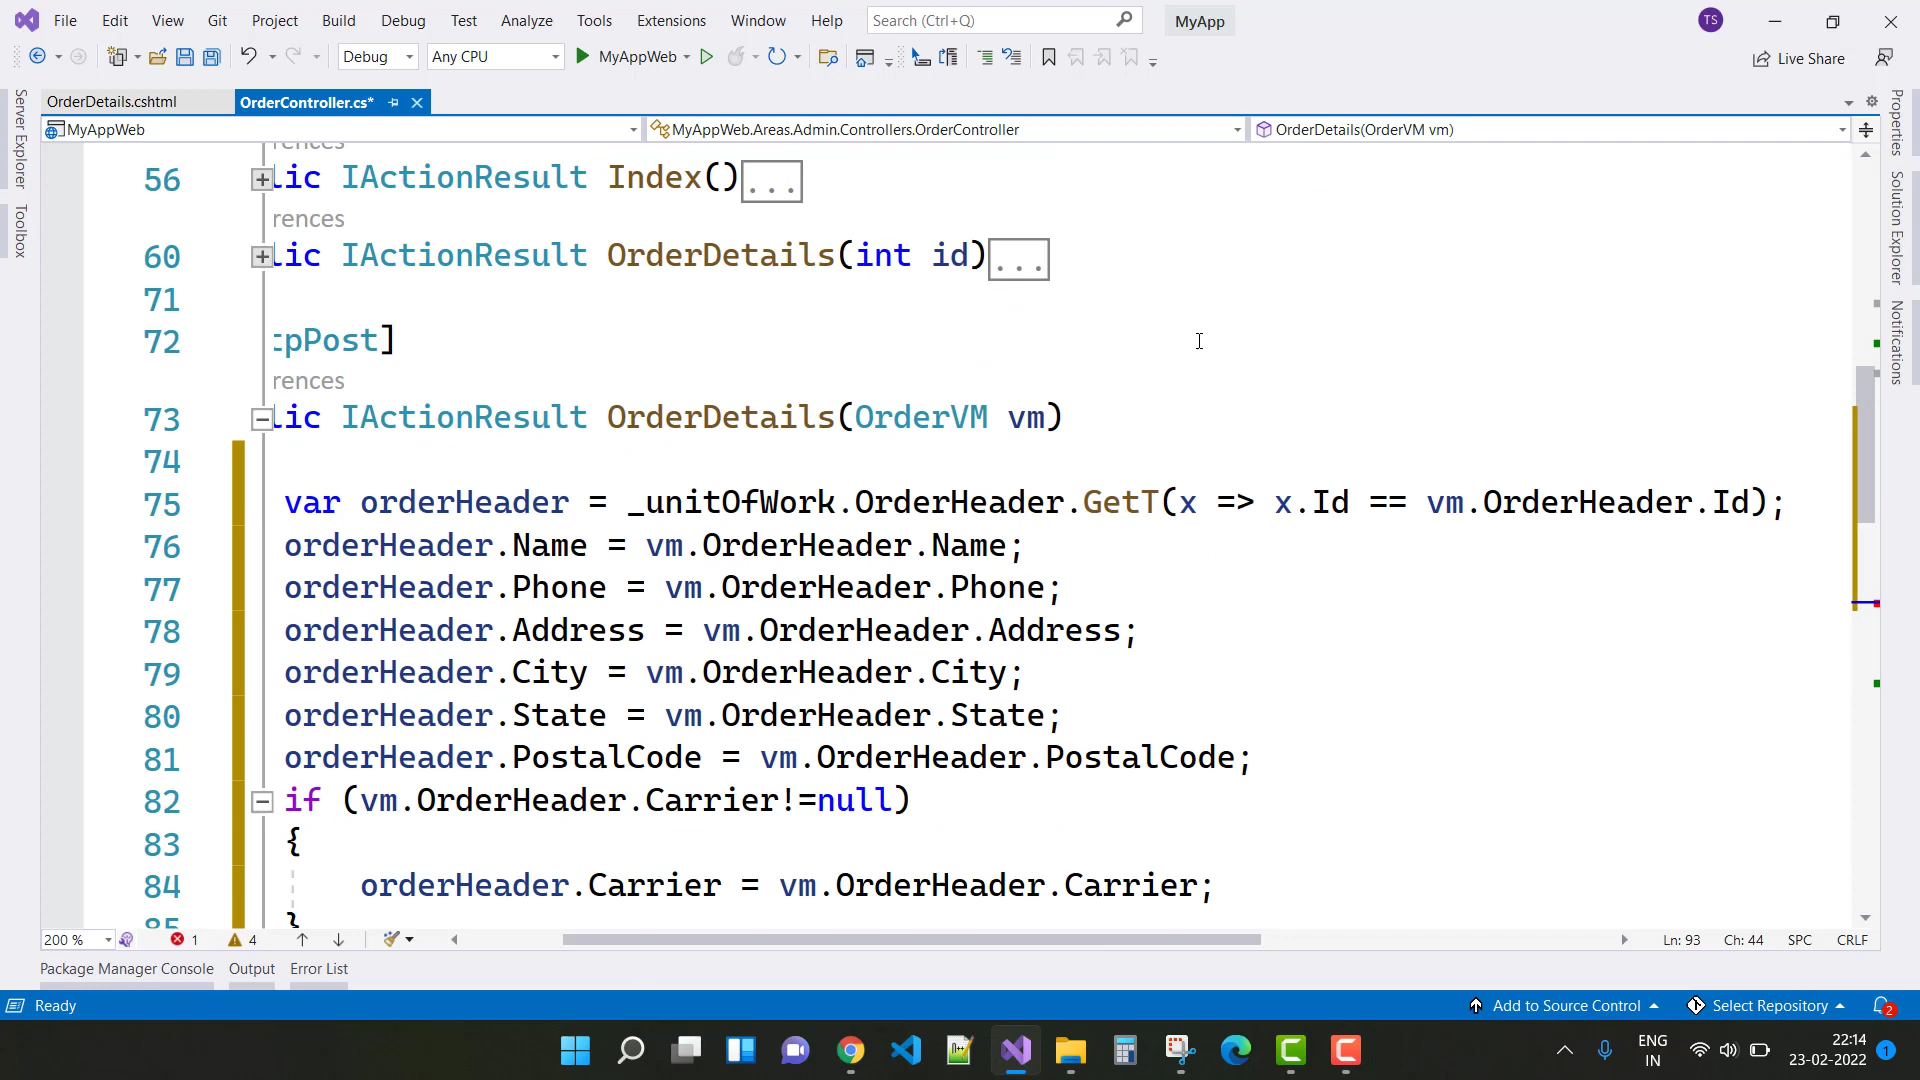 File Edit View Git Project Build Debug Test Analyze Tools Extensions Window Help Search (Ctrl+Q) MyApp TS
Debug Any CPU MyAppWeb Live Share
OrderDetails.cshtml OrderController.cs*
MyAppWeb MyAppWeb.Areas.Admin.Controllers.OrderController OrderDetails(OrderVM vm)
Server Explorer
Toolbox
Properties
Solution Explorer
Notifications
rences
56 lic IActionResult Index()...
rences
60 lic IActionResult OrderDetails(int id)...
71
72 tpPost]
rences
73 lic IActionResult OrderDetails(OrderVM vm)
74
75 var orderHeader = _unitOfWork.OrderHeader.GetT(x => x.Id == vm.OrderHeader.Id);
76 orderHeader.Name = vm.OrderHeader.Name;
77 orderHeader.Phone = vm.OrderHeader.Phone;
78 orderHeader.Address = vm.OrderHeader.Address;
79 orderHeader.City = vm.OrderHeader.City;
80 orderHeader.State = vm.OrderHeader.State;
81 orderHeader.PostalCode = vm.OrderHeader.PostalCode;
82 if (vm.OrderHeader.Carrier!=null)
83 {
84 orderHeader.Carrier = vm.OrderHeader.Carrier;
85 }
200 % 1 4 Ln: 93 Ch: 44 SPC CRLF
Package Manager Console Output Error List
Ready Add to Source Control Select Repository 2
ENG
IN
22:14
23-02-2022
1